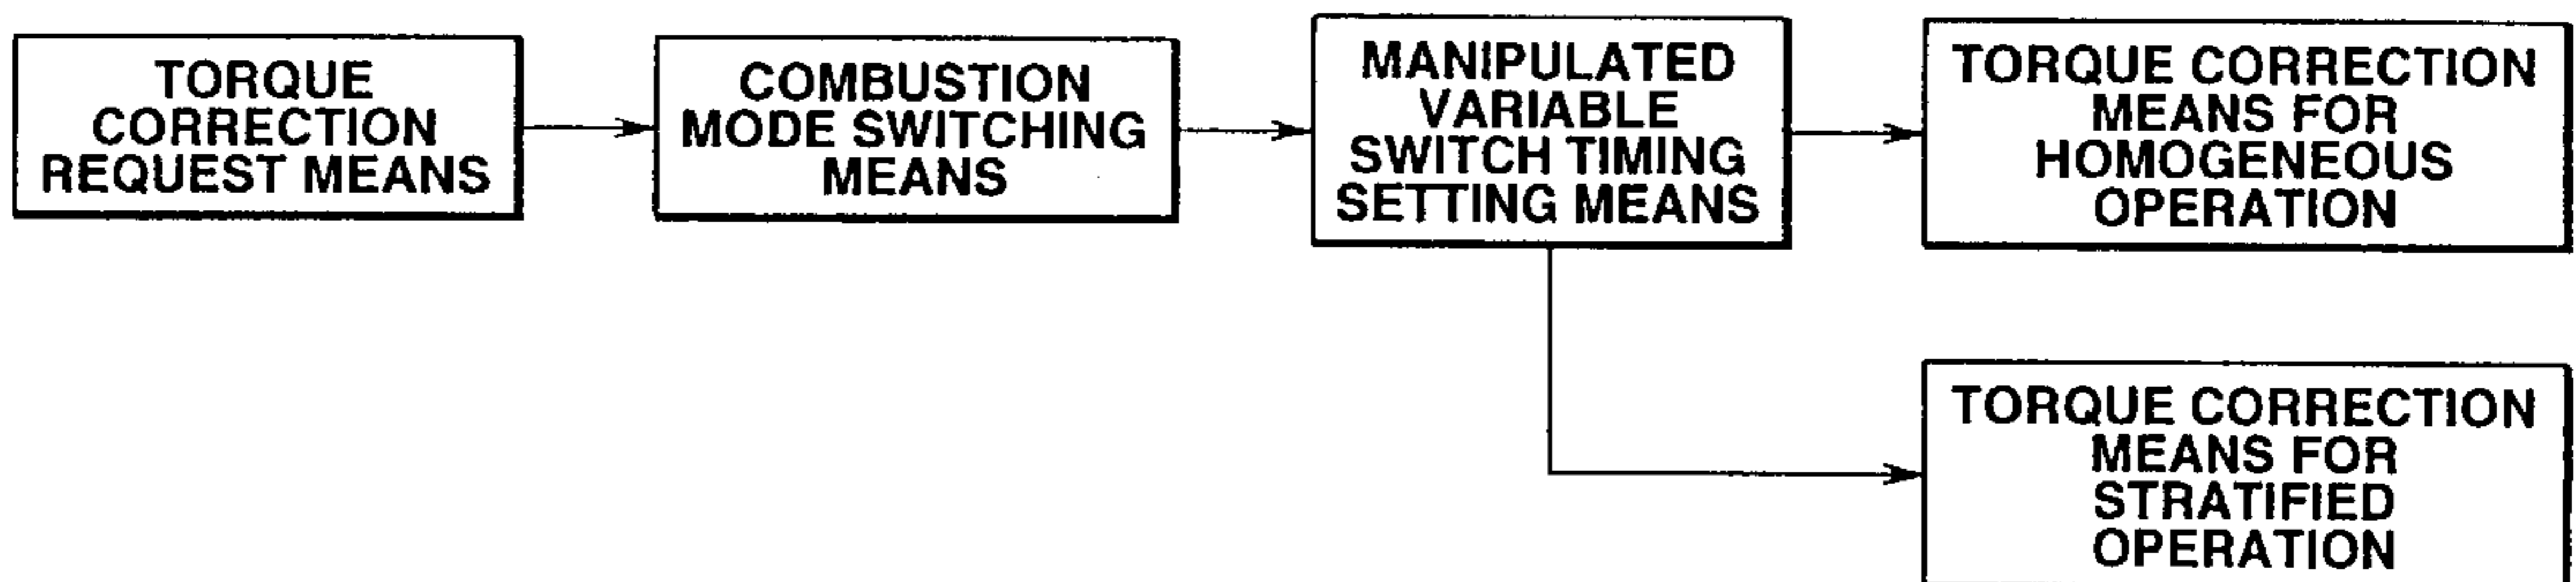 TORQUE
CORRECTION
REQUEST MEANS
COMBUSTION
MODE SWITCHING
MEANS
MANIPULATED
VARIABLE
SWITCH TIMING
SETTING MEANS
TORQUE CORRECTION
MEANS FOR
HOMOGENEOUS
OPERATION
TORQUE CORRECTION
MEANS FOR
STRATIFIED
OPERATION